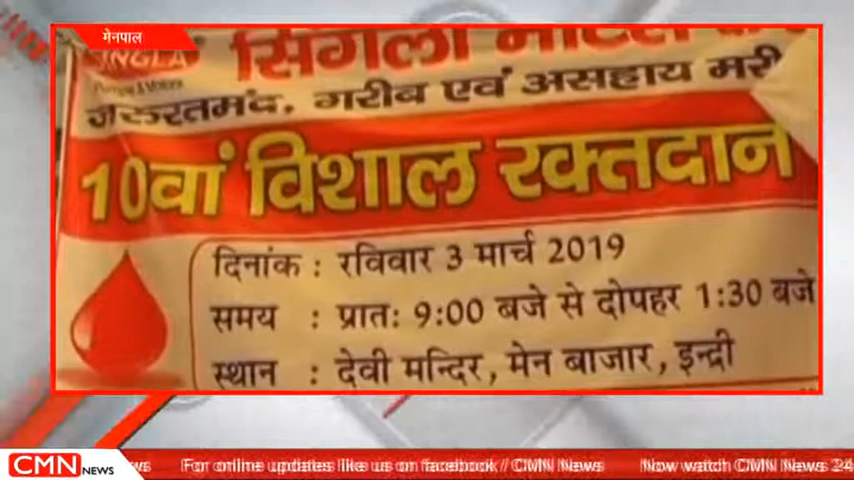 मेनपाल
सिंगला
जरुरतमंद, गरीब एवं असहाय मरी
10वां विशाल रक्तदान
दिनांक : रविवार 3 मार्च 2019
समय : प्रातः 9:00 बजे से दोपहर 1:30 बजे
स्थान : देवी मन्दिर, मेन बाजार, इन्द्री
CMN NEWS ws For online updates like us on facebook // CMN News Now watch CMN News 24